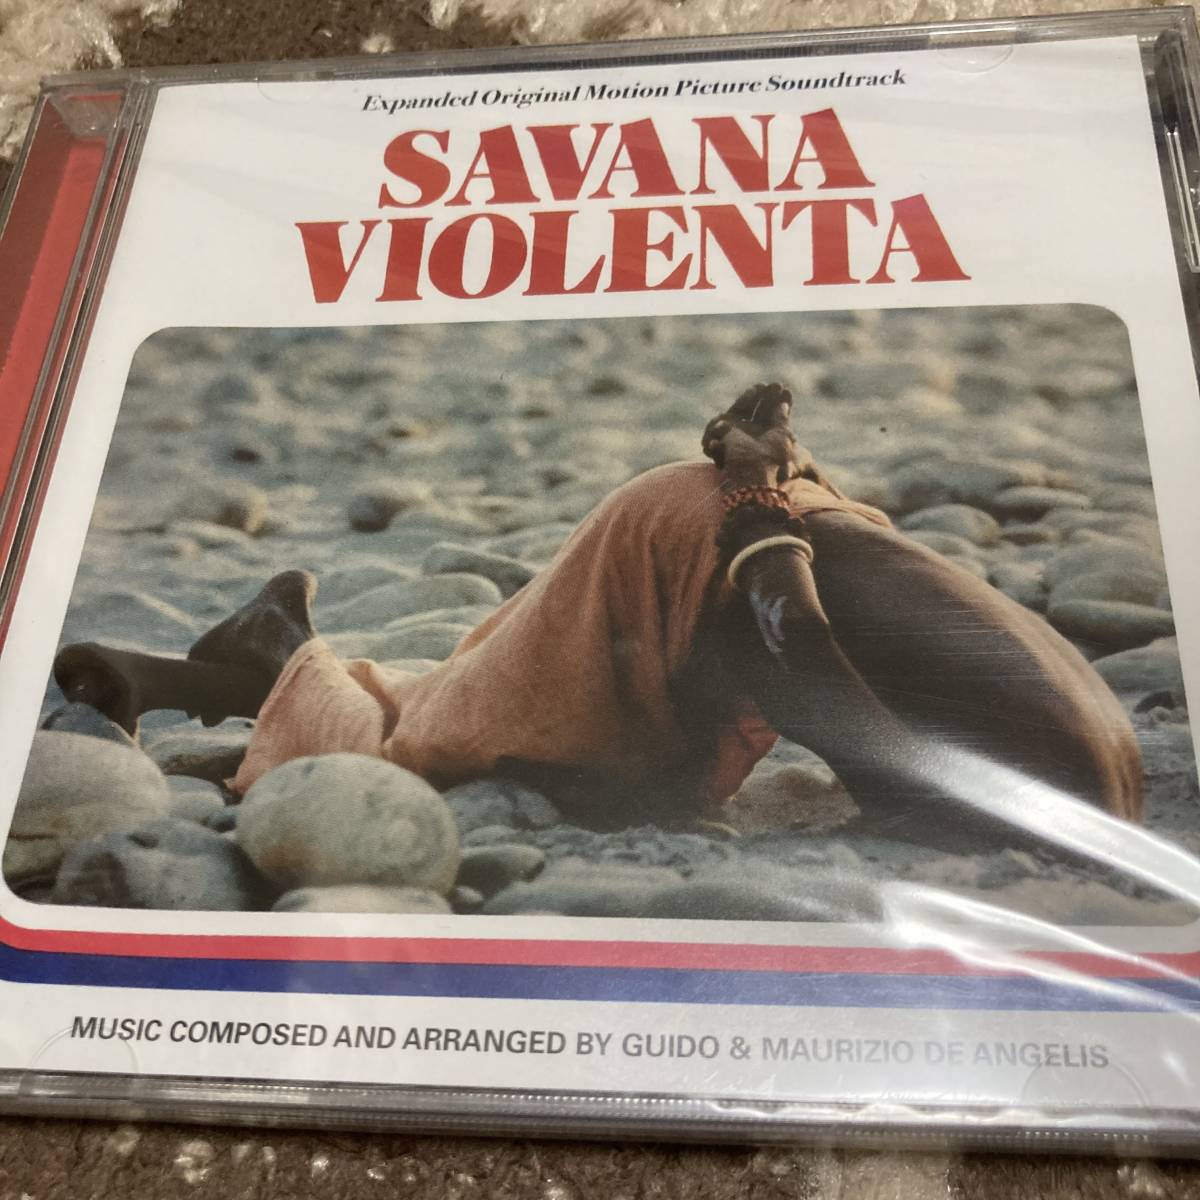 Expanded Original Motion Picture Soundtrack
SAVANA
VIOLENTA
MUSIC COMPOSED AND ARRANGED BY GUIDO & MAURIZIO DE ANGELIS